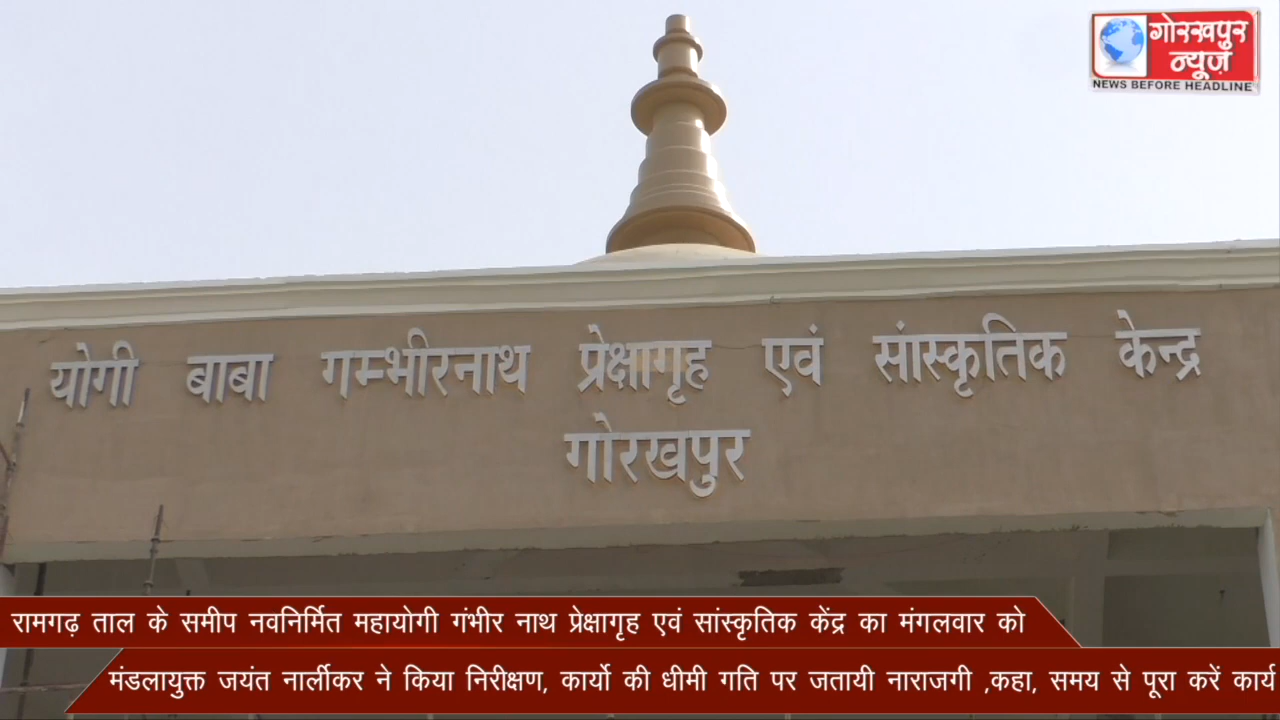 गोरखपुर
न्यूज़
NEWS BEFORE HEADLINE
योगी बाबा गम्भीरनाथ प्रेक्षागृह एवं सांस्कृतिक केन्द्र
गोरखपुर
रामगढ़ ताल के समीप नवनिर्मित महायोगी गंभीर नाथ प्रेक्षागृह एवं सांस्कृतिक केंद्र का मंगलवार को
मंडलायुक्त जयंत नार्लीकर ने किया निरीक्षण, कार्यो की धीमी गति पर जतायी नाराजगी ,कहा, समय से पूरा करें कार्य